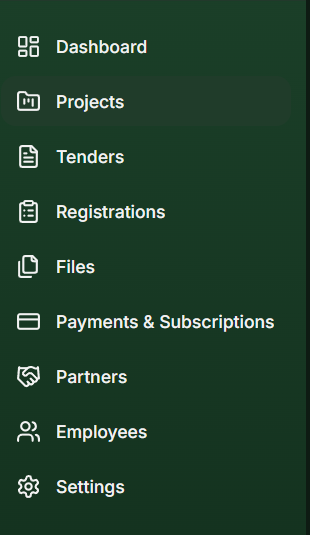 Dashboard
Projects
Tenders
Registrations
Files
Payments & Subscriptions
Partners
Employees
Settings